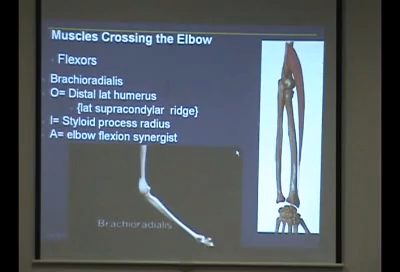 Muscles Crossing the Elbow
Flexors
Brachioradialis
O= Distal lat humerus
{lat supracondylar ridge}
I= Styloid process radius
A= elbow flexion synergist
Brachioradialis